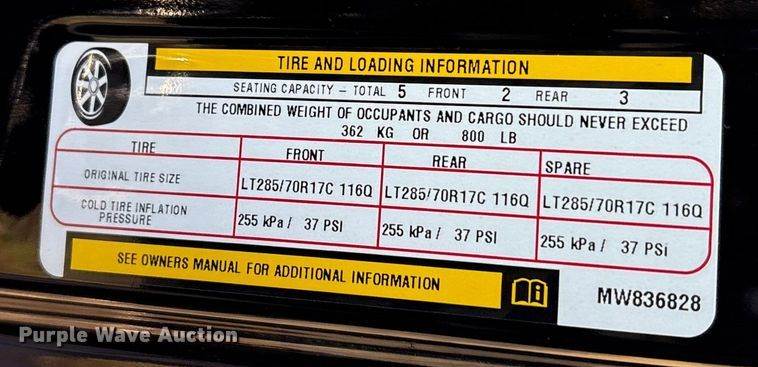 TIRE AND LOADING INFORMATION
SEATING CAPACITY – TOTAL 5 FRONT 2 REAR 3
THE COMBINED WEIGHT OF OCCUPANTS AND CARGO SHOULD NEVER EXCEED
362 KG OR 800 LB
TIRE FRONT REAR SPARE
ORIGINAL TIRE SIZE LT285/70R17C 116Q LT285/70R17C 116Q LT285/70R17C 116Q
COLD TIRE INFLATION
PRESSURE 255 kPa / 37 PSI 255 kPa / 37 PSI 255 kPa / 37 PSi
SEE OWNERS MANUAL FOR ADDITIONAL INFORMATION
MW836828
Purple Wave Auction